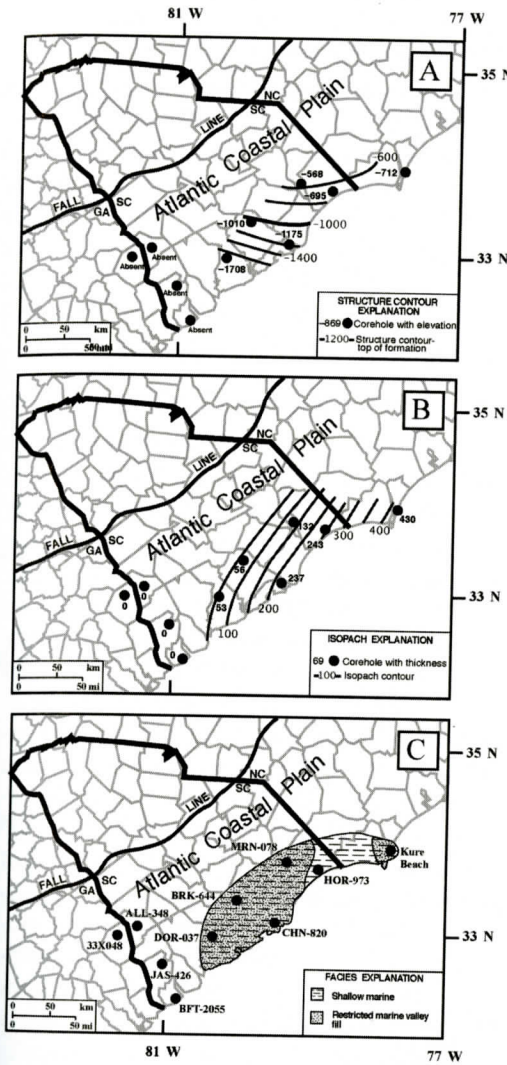 81 W
77 W
A
35 N
NC
SC
LINE
Atlantic Coastal Plain
FALL
GA
SC
-600
-568
-712
-695
-1010
-1000
-1175
-1400
-1708
Absent
Absent
Absent
Absent
33 N
0 50 km
0
STRUCTURE CONTOUR
EXPLANATION
-869 Corehole with elevation
-1200- Structure contour-
top of formation
B
35 N
NC
SC
LINE
Atlantic Coastal Plain
FALL
GA
SC
132
430
400
300
243
56
237
53
200
100
0
0
0
0
33 N
0 50 km
0 50 mi
ISOPACH EXPLANATION
69 Corehole with thickness
-100- Isopach contour
C
35 N
NC
SC
LINE
Atlantic Coastal Plain
FALL
GA
SC
MRN-078
Kure
Beach
HOR-973
BRK-644
ALL-348
33X048
DOR-037
CHN-820
JAS-426
BFT-2055
33 N
0 50 km
0 50 mi
FACIES EXPLANATION
Shallow marine
Restricted marine valley
fill
81 W
77 W